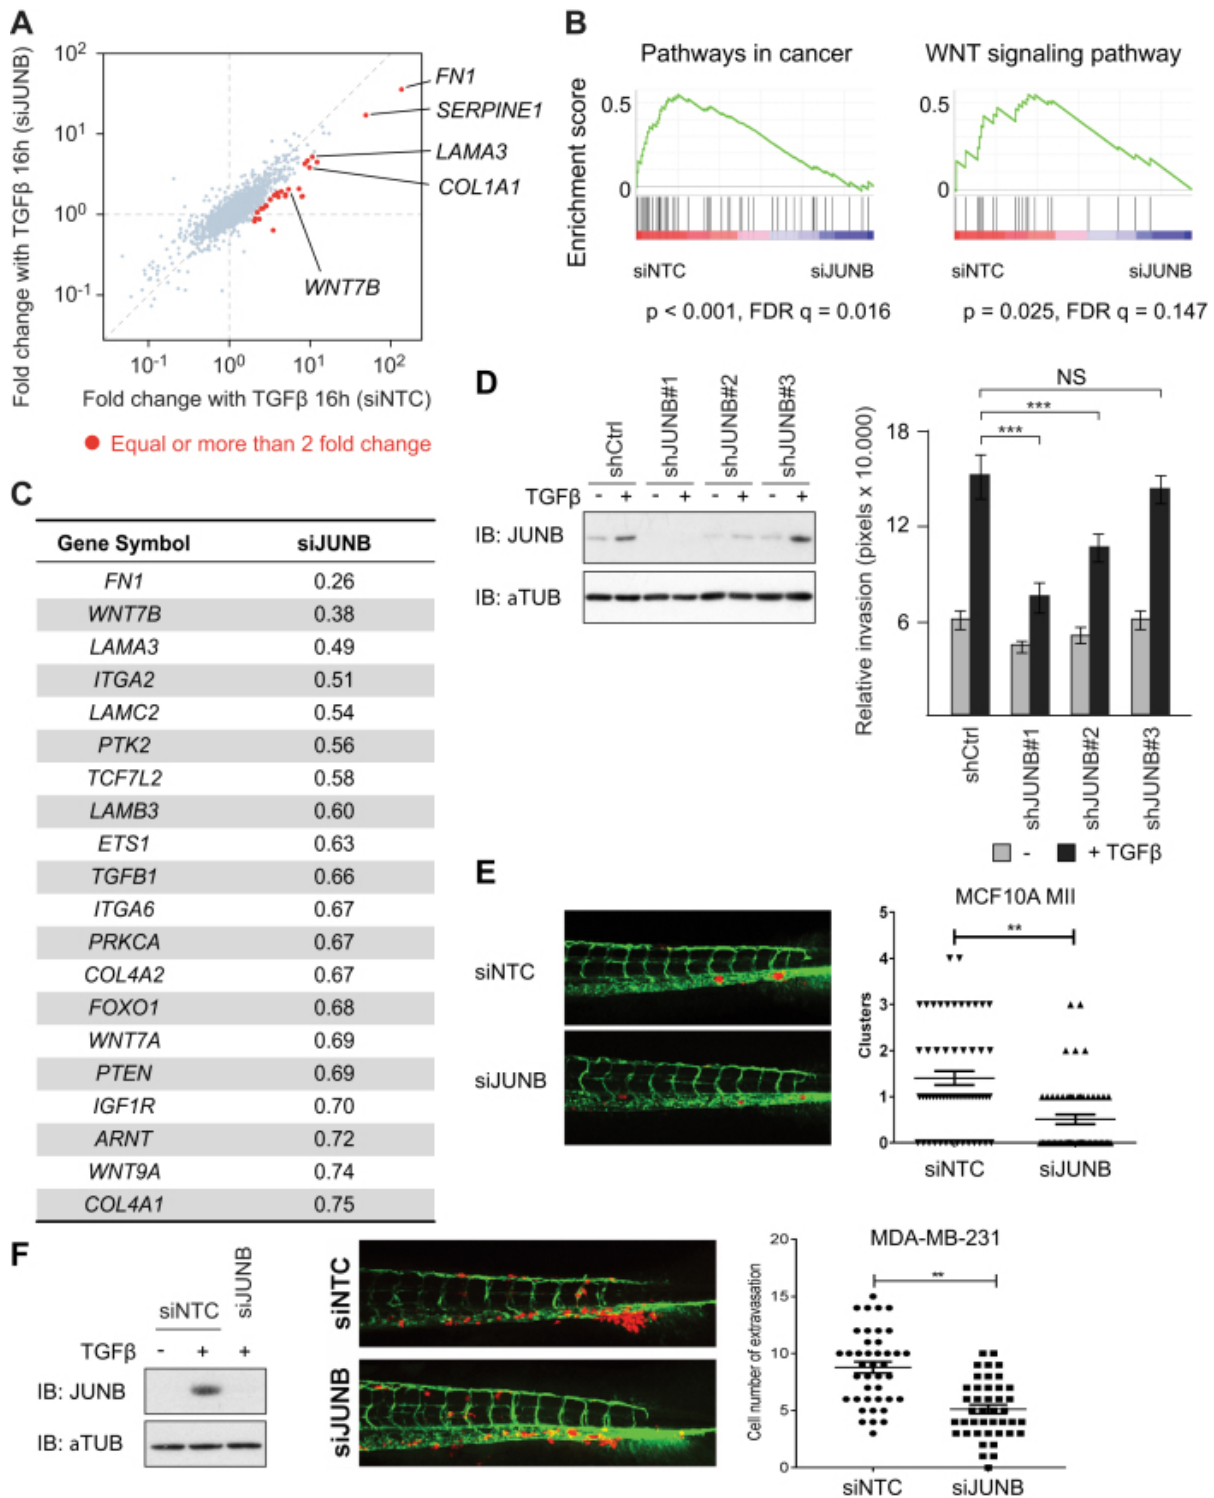 A
Fold change with TGFβ 16h (siJUNB)
10²
10¹
10⁰
10⁻¹
FN1
SERPINE1
LAMA3
COL1A1
WNT7B
10⁻¹ 10⁰ 10¹ 10²
Fold change with TGFβ 16h (siNTC)
Equal or more than 2 fold change
B
Pathways in cancer
WNT signaling pathway
Enrichment score
0.5
0
0.5
0
siNTC siJUNB
siNTC siJUNB
p < 0.001, FDR q = 0.016
p = 0.025, FDR q = 0.147
C
Gene Symbol siJUNB
FN1 0.26
WNT7B 0.38
LAMA3 0.49
ITGA2 0.51
LAMC2 0.54
PTK2 0.56
TCF7L2 0.58
LAMB3 0.60
ETS1 0.63
TGFB1 0.66
ITGA6 0.67
PRKCA 0.67
COL4A2 0.67
FOXO1 0.68
WNT7A 0.69
PTEN 0.69
IGF1R 0.70
ARNT 0.72
WNT9A 0.74
COL4A1 0.75
D
shCtrl
shJUNB#1
shJUNB#2
shJUNB#3
TGFβ - + - + - + - +
IB: JUNB
IB: aTUB
Relative invasion (pixels x 10.000)
18
12
6
NS
***
***
shCtrl
shJUNB#1
shJUNB#2
shJUNB#3
- + TGFβ
E
siNTC
siJUNB
MCF10A MII
Clusters
5
4
3
2
1
0
**
siNTC siJUNB
F
siNTC
siJUNB
TGFβ - + +
IB: JUNB
IB: aTUB
siNTC
siJUNB
MDA-MB-231
Cell number of extravasation
20
15
10
5
0
**
siNTC siJUNB